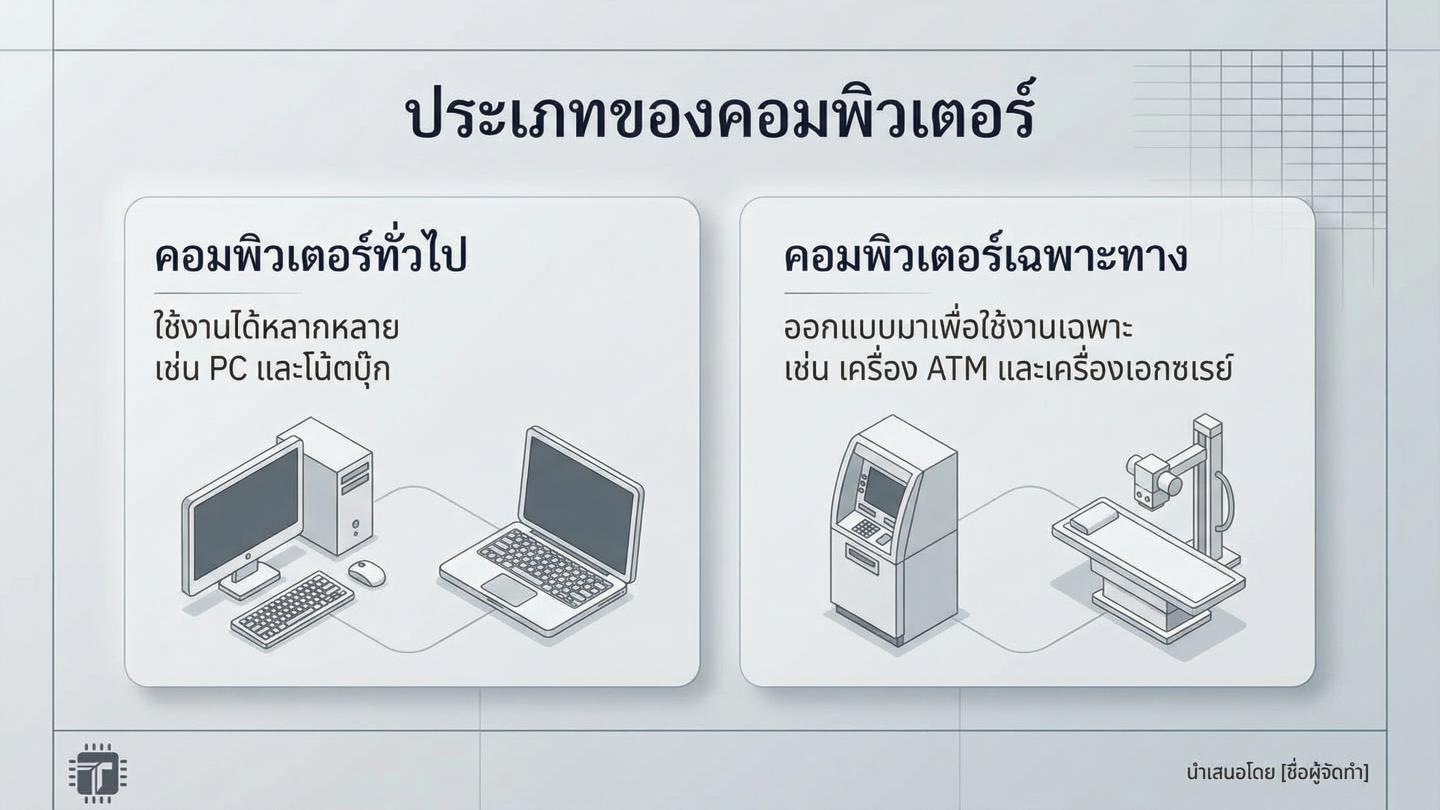 ประเภทของคอมพิวเตอร์
คอมพิวเตอร์ทั่วไป
ใช้งานได้หลากหลาย
เช่น PC และโน้ตบุ๊ก
คอมพิวเตอร์เฉพาะทาง
ออกแบบมาเพื่อใช้งานเฉพาะ
เช่น เครื่อง ATM และเครื่องเอกซเรย์
นำเสนอโดย [ชื่อผู้จัดทำ]